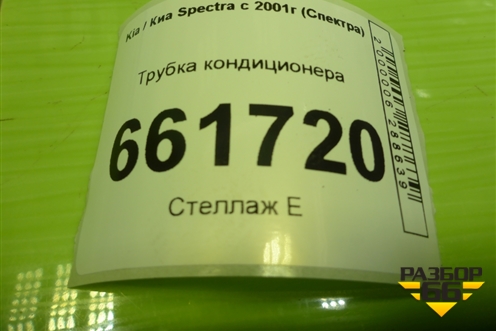 Kia / Киа Spectra с 2001г (Спектра)
Трубка кондиционера
661720
Стеллаж Е
2000006288639
РАЗБОР
66